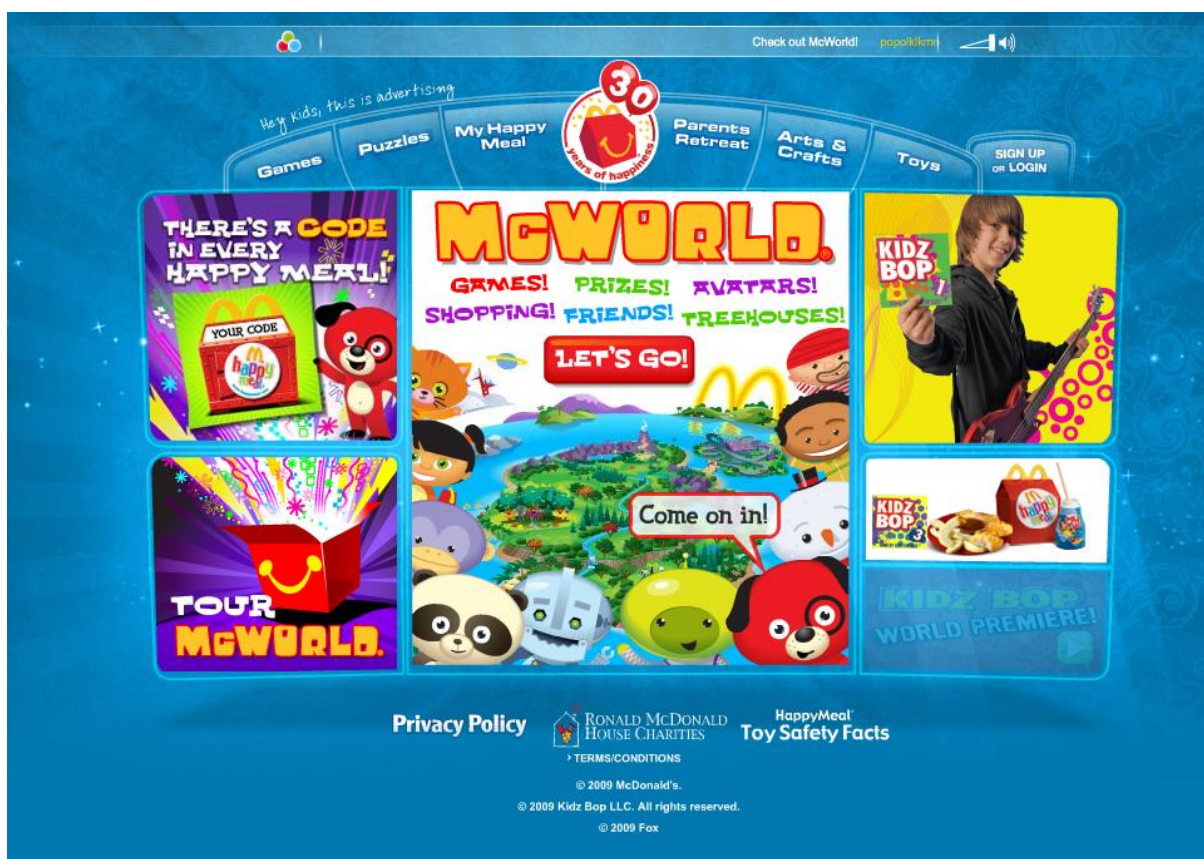 Check out McWorld!
Hey kids, this is advertising
Games
Puzzles
My Happy
Meal
30
years of happiness
Parents
Retreat
Arts &
Crafts
Toys
SIGN UP
OR LOGIN
THERE'S A CODE
IN EVERY
HAPPY MEAL!
YOUR CODE
happy
meal
McWORLD®
GAMES! PRIZES! AVATARS!
SHOPPING! FRIENDS! TREEHOUSES!
LET'S GO!
Come on in!
KIDZ
BOP
1
TOUR
McWORLD.
KIDZ
BOP
3
happy
meal
KIDZ BOP
WORLD PREMIERE!
Privacy Policy
RONALD MCDONALD
HOUSE CHARITIES
HappyMeal
Toy Safety Facts
TERMS/CONDITIONS
© 2009 McDonald's.
© 2009 Kidz Bop LLC. All rights reserved.
© 2009 Fox